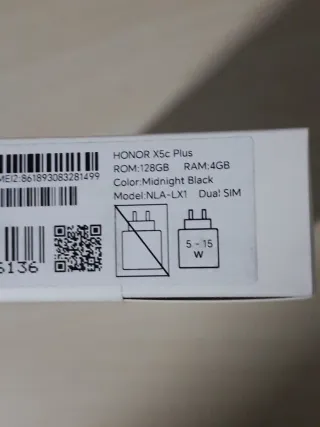 HONOR X5c Plus
ROM:128GB RAM:4GB
Color:Midnight Black
Model:NLA-LX1 Dual SIM
MEI2:861893083281499
6136
5 - 15
W